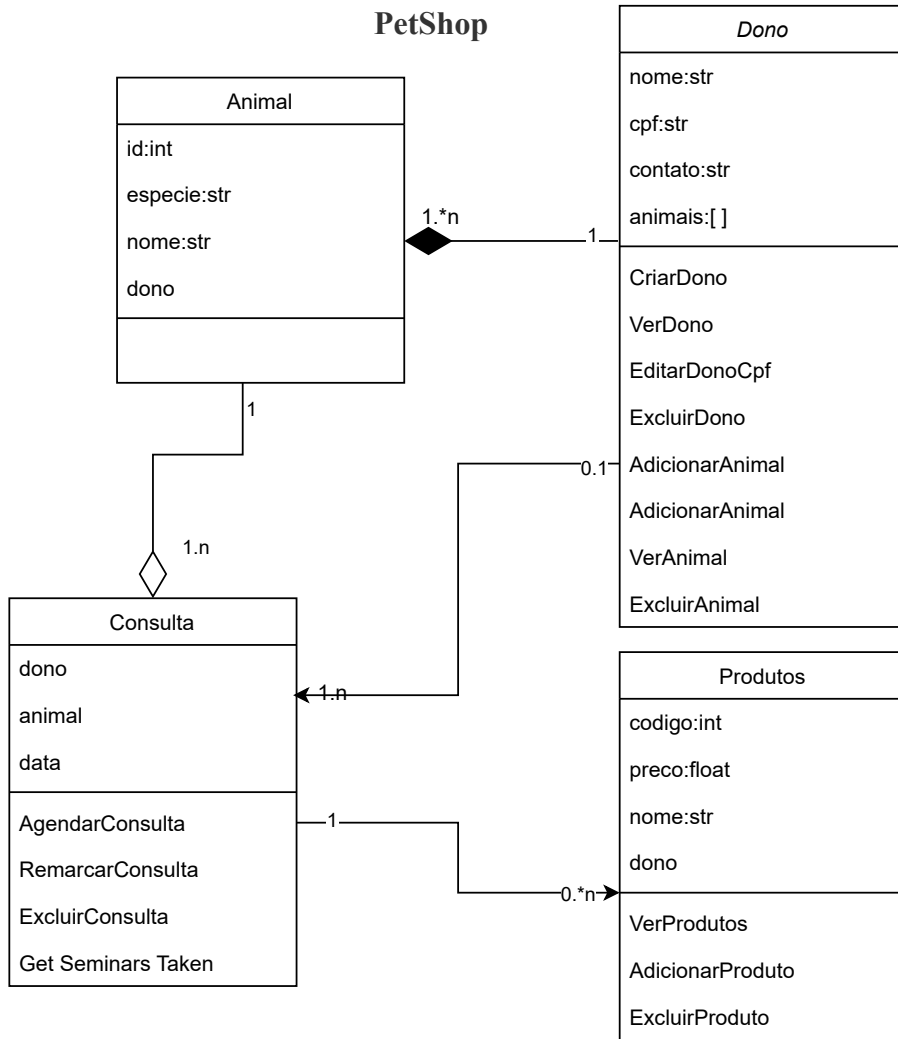 PetShop
Animal
id:int
especie:str
nome:str
dono
1.*n
1
Dono
nome:str
cpf:str
contato:str
animais:[ ]
CriarDono
VerDono
EditarDonoCpf
ExcluirDono
AdicionarAnimal
AdicionarAnimal
VerAnimal
ExcluirAnimal
1
1.n
0.1
1.n
Consulta
dono
animal
data
AgendarConsulta
RemarcarConsulta
ExcluirConsulta
Get Seminars Taken
1
0.*n
Produtos
codigo:int
preco:float
nome:str
dono
VerProdutos
AdicionarProduto
ExcluirProduto